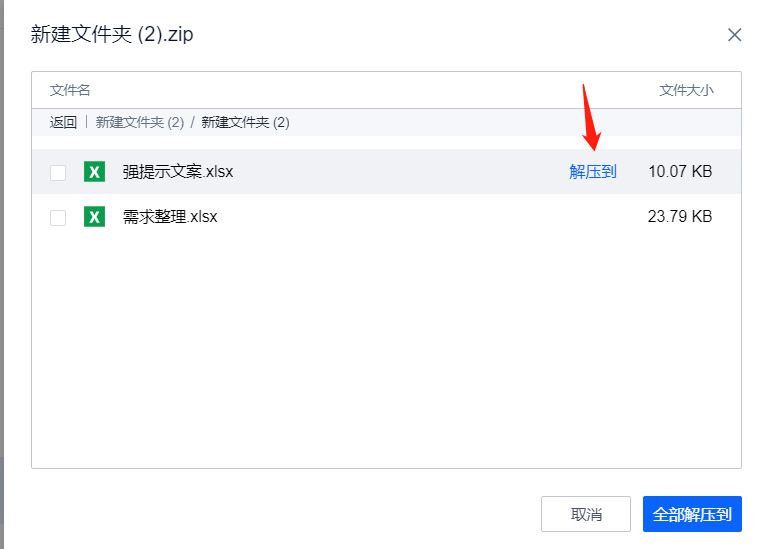 新建文件夹 (2).zip
文件名 文件大小
返回 | 新建文件夹 (2) / 新建文件夹 (2)
X 强提示文案.xlsx 解压到 10.07 KB
X 需求整理.xlsx 23.79 KB
取消 全部解压到